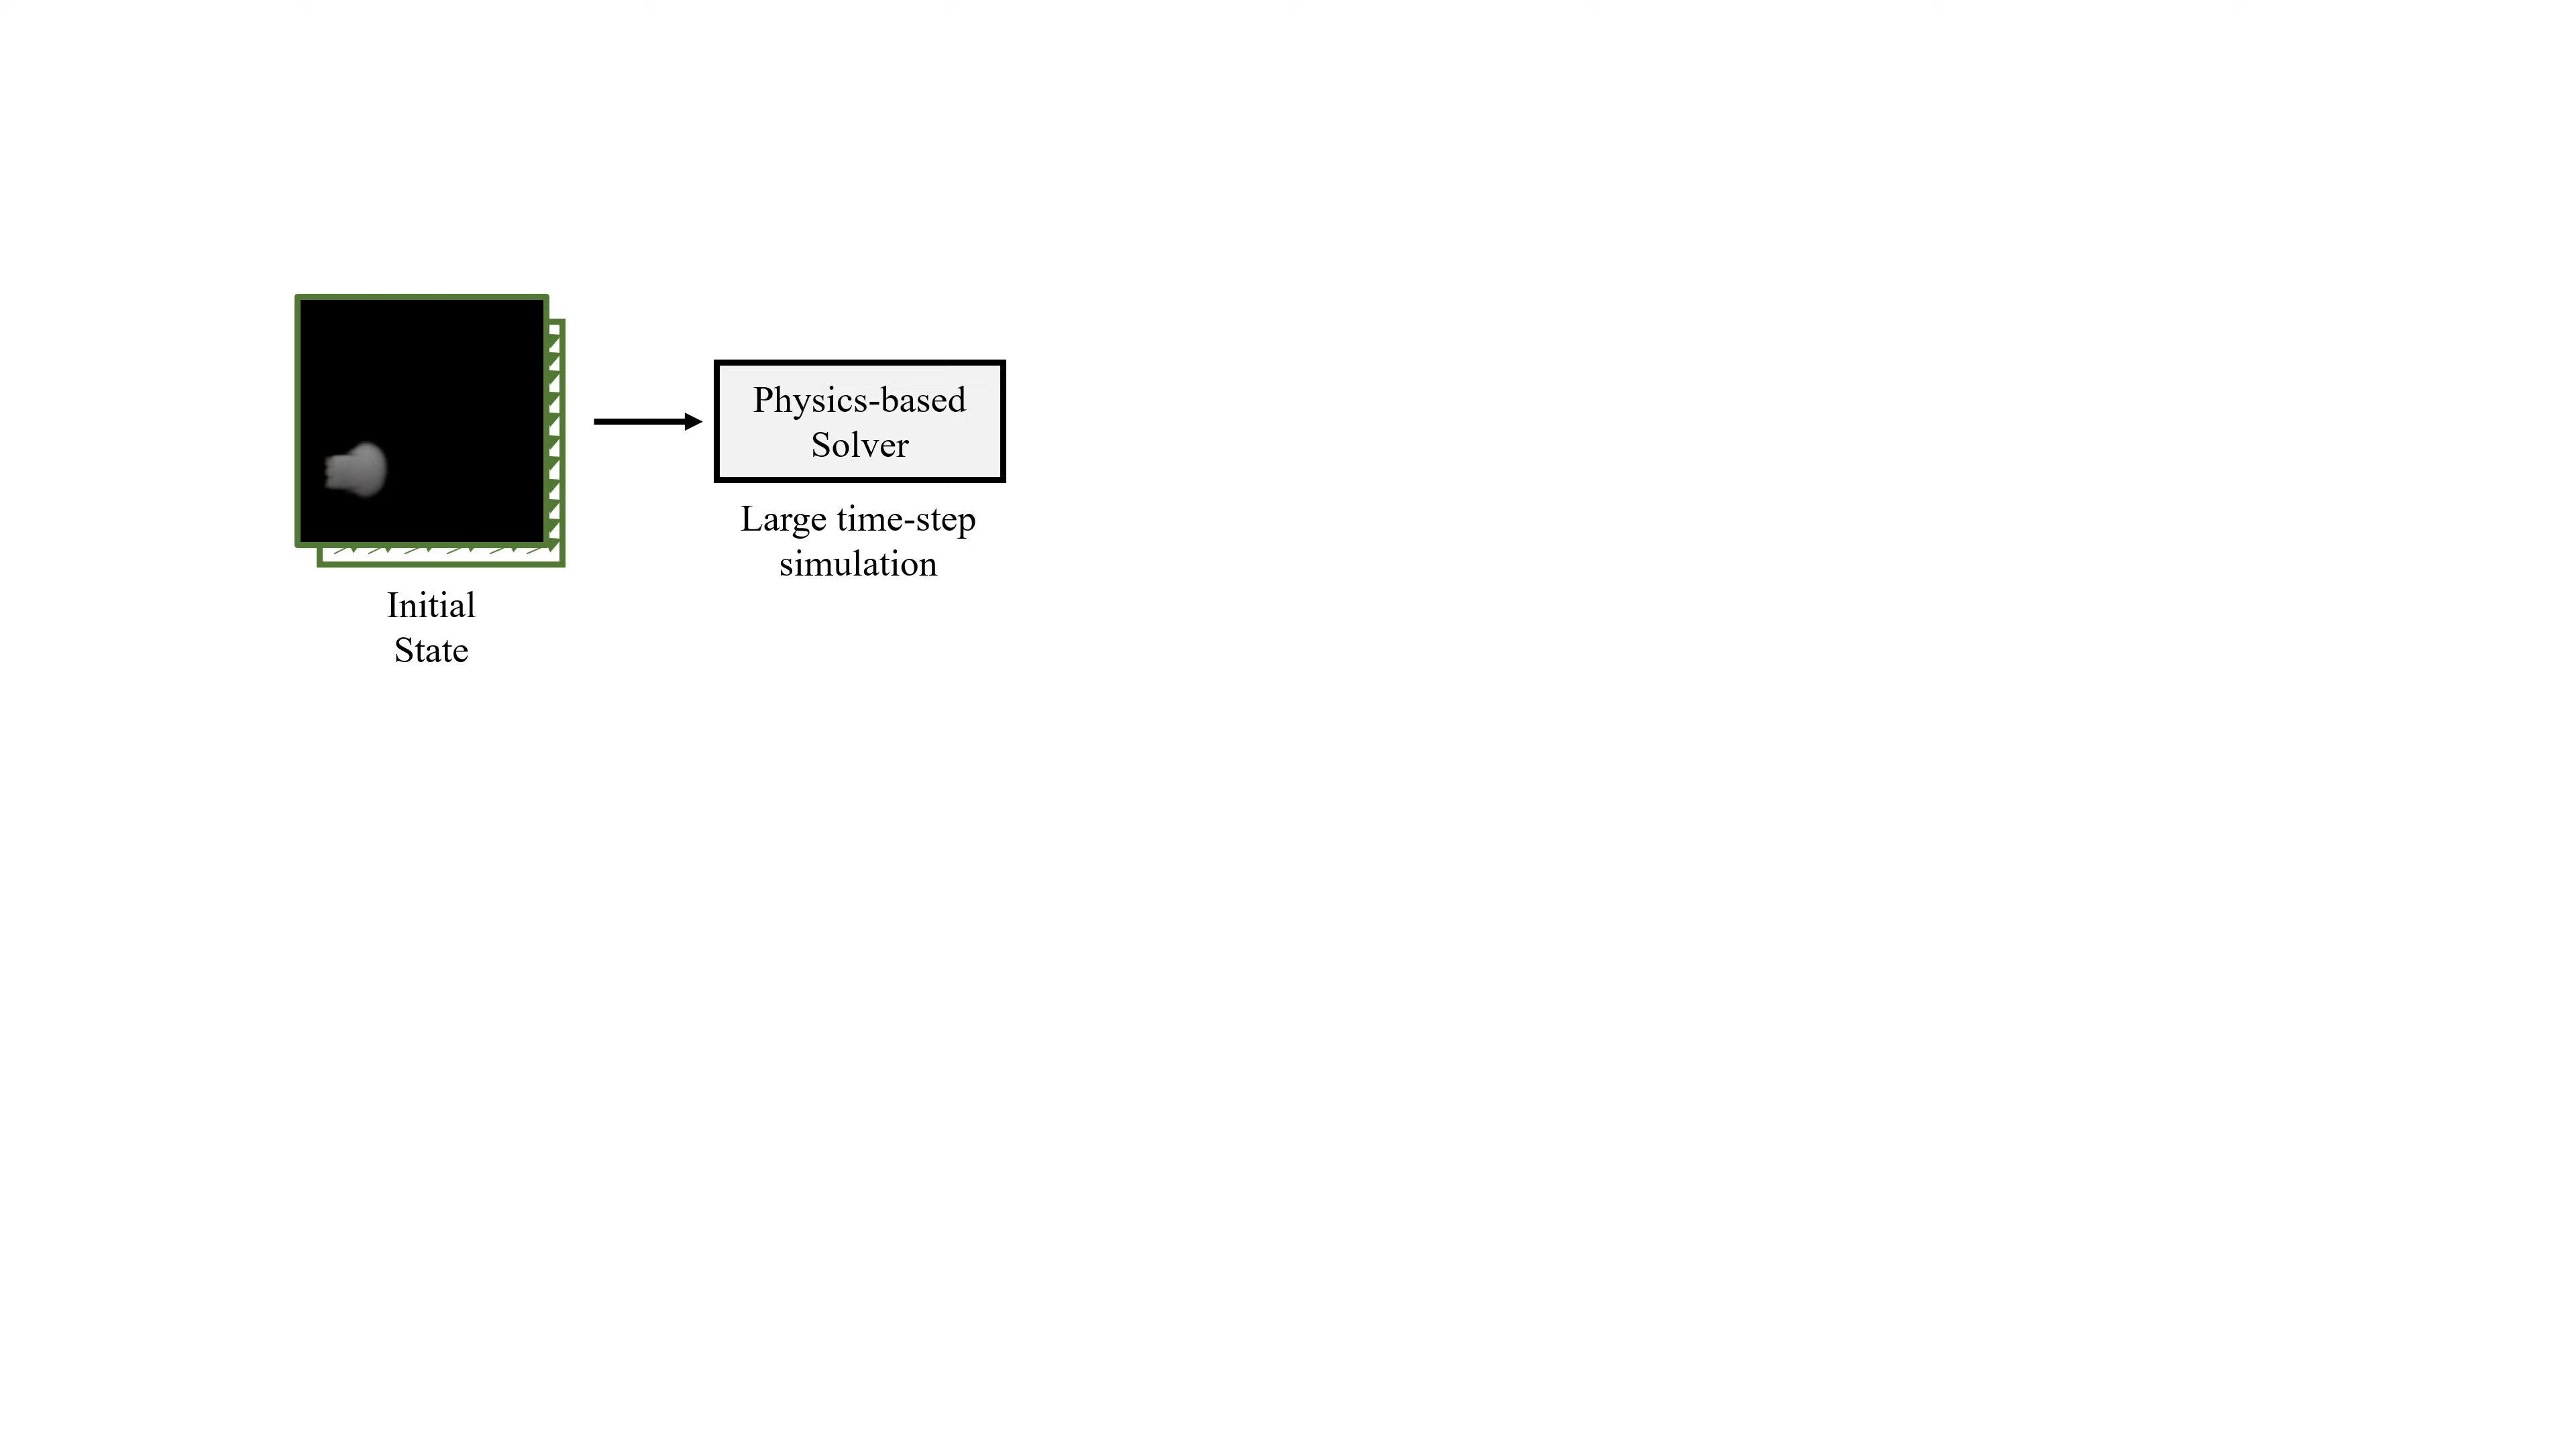 Physics-based
Solver
Large time-step
simulation
Initial
State